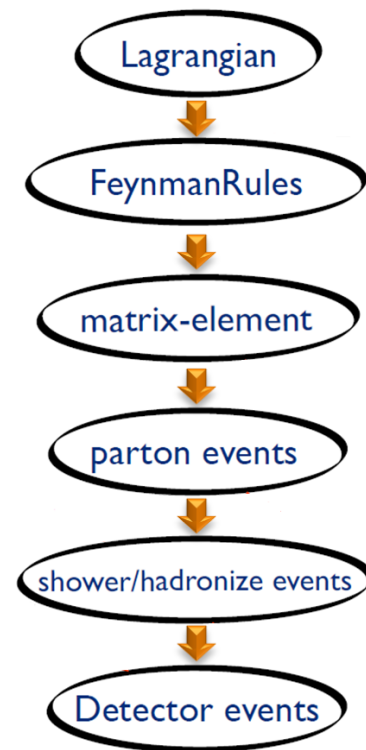 Lagrangian
FeynmanRules
matrix-element
parton events
shower/hadronize events
Detector events